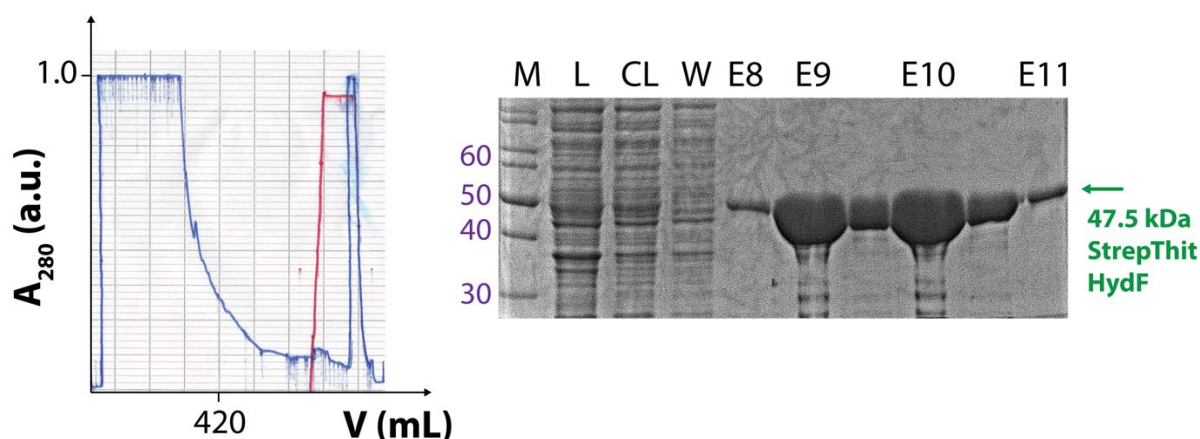 1.0
A280 (a.u.)
420
V (mL)
M L CL W E8 E9 E10 E11
60
50
40
30
47.5 kDa
StrepThit
HydF